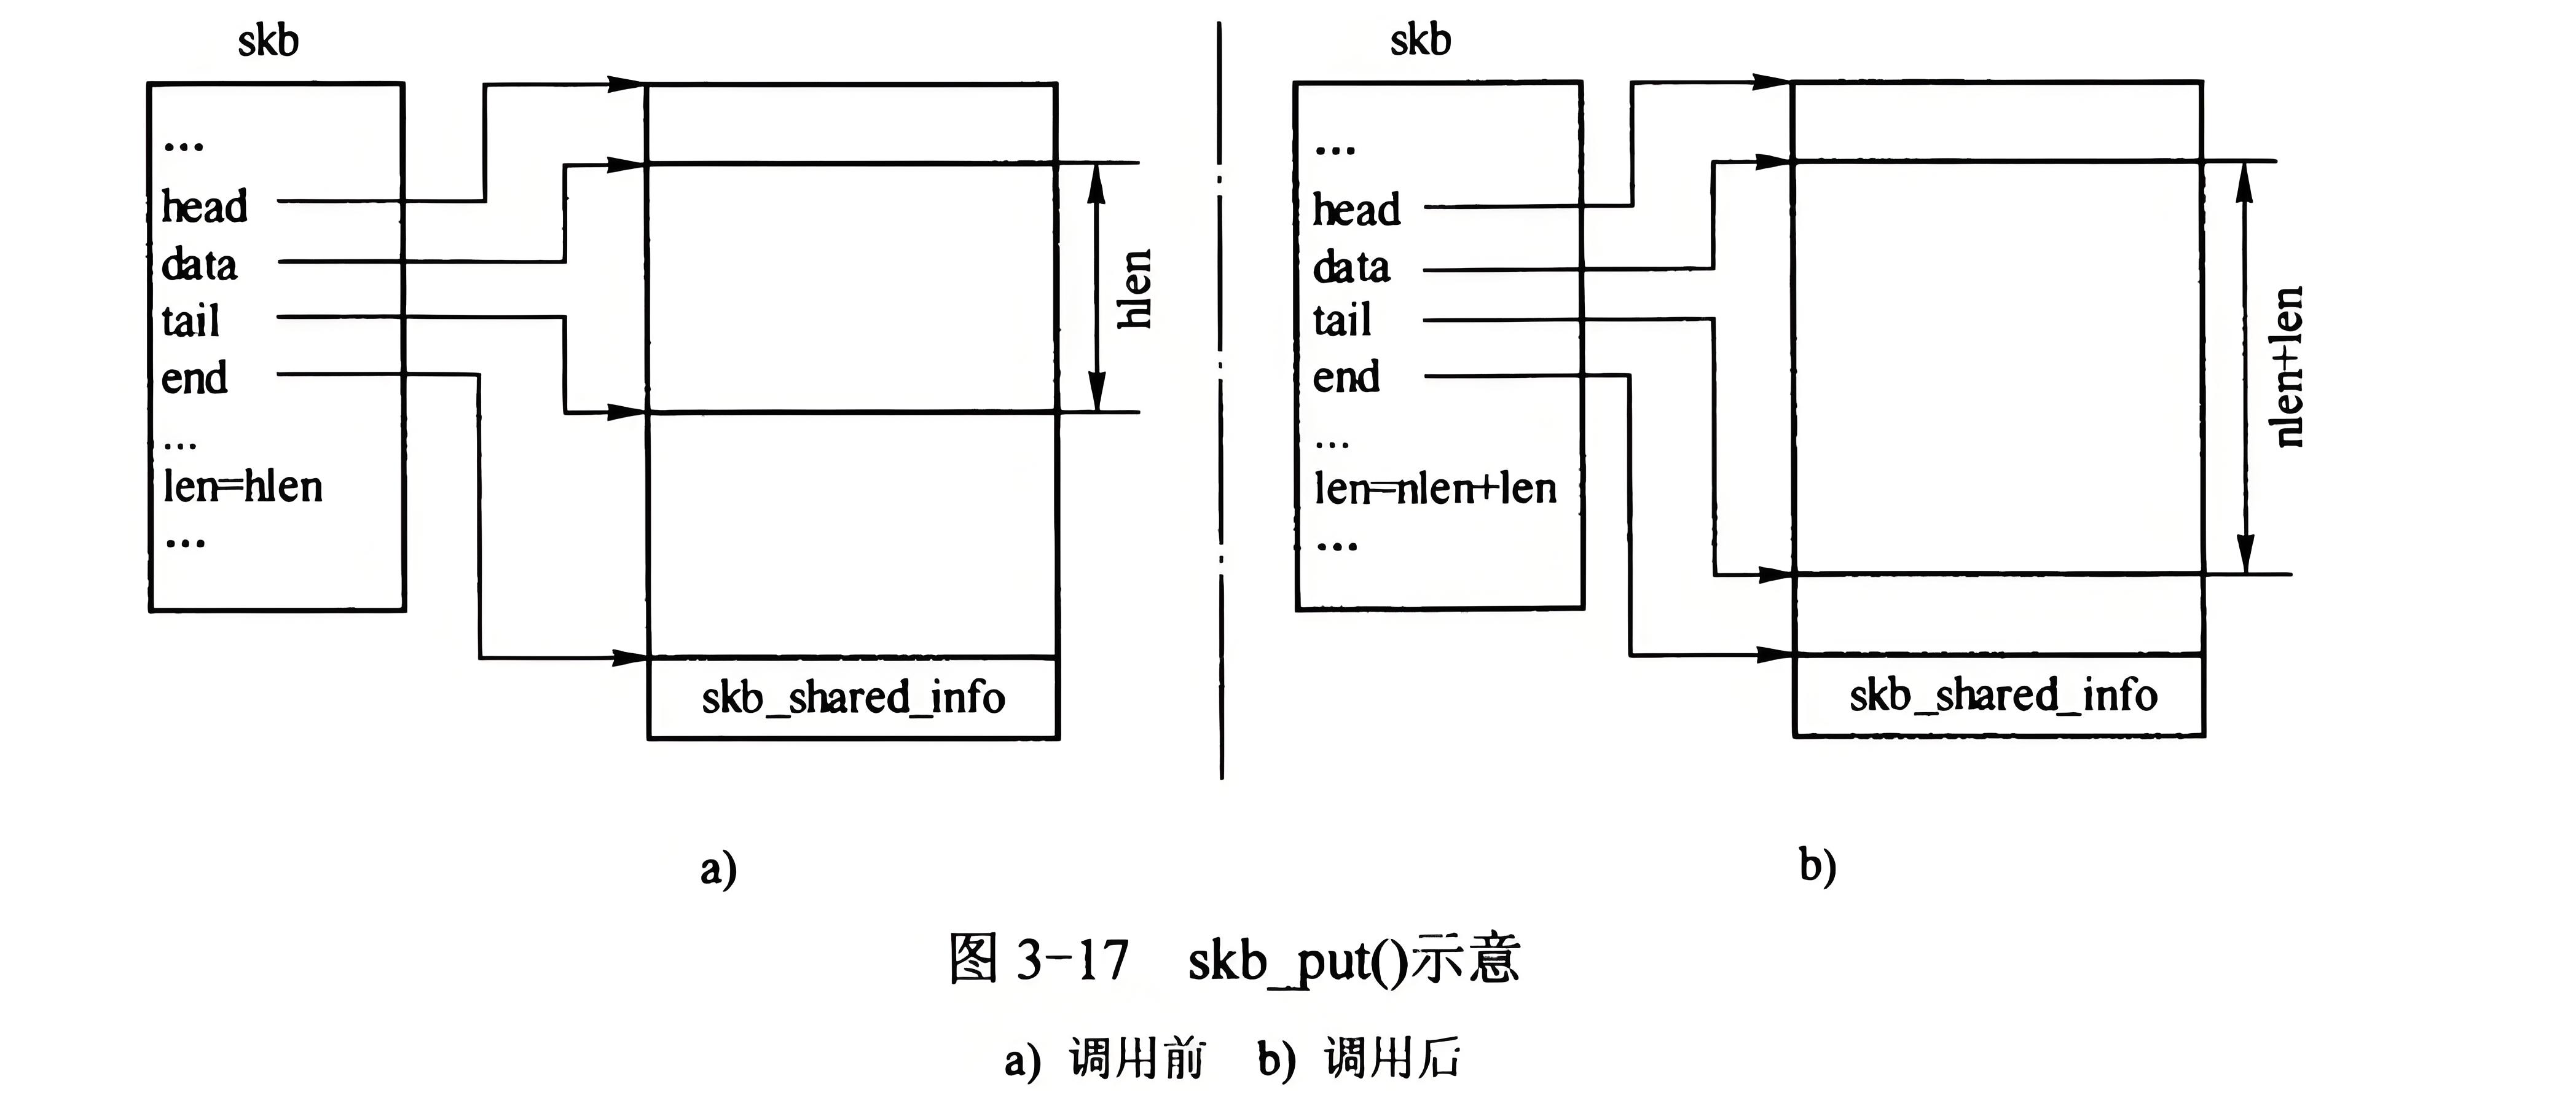 skb
...
head
data
tail
end
...
len=hlen
...
hlen
skb_shared_info
a)
skb
...
head
data
tail
end
...
len=nlen+len
...
nlen+len
skb_shared_info
b)
图 3-17 skb_put()示意
a) 调用前 b) 调用后